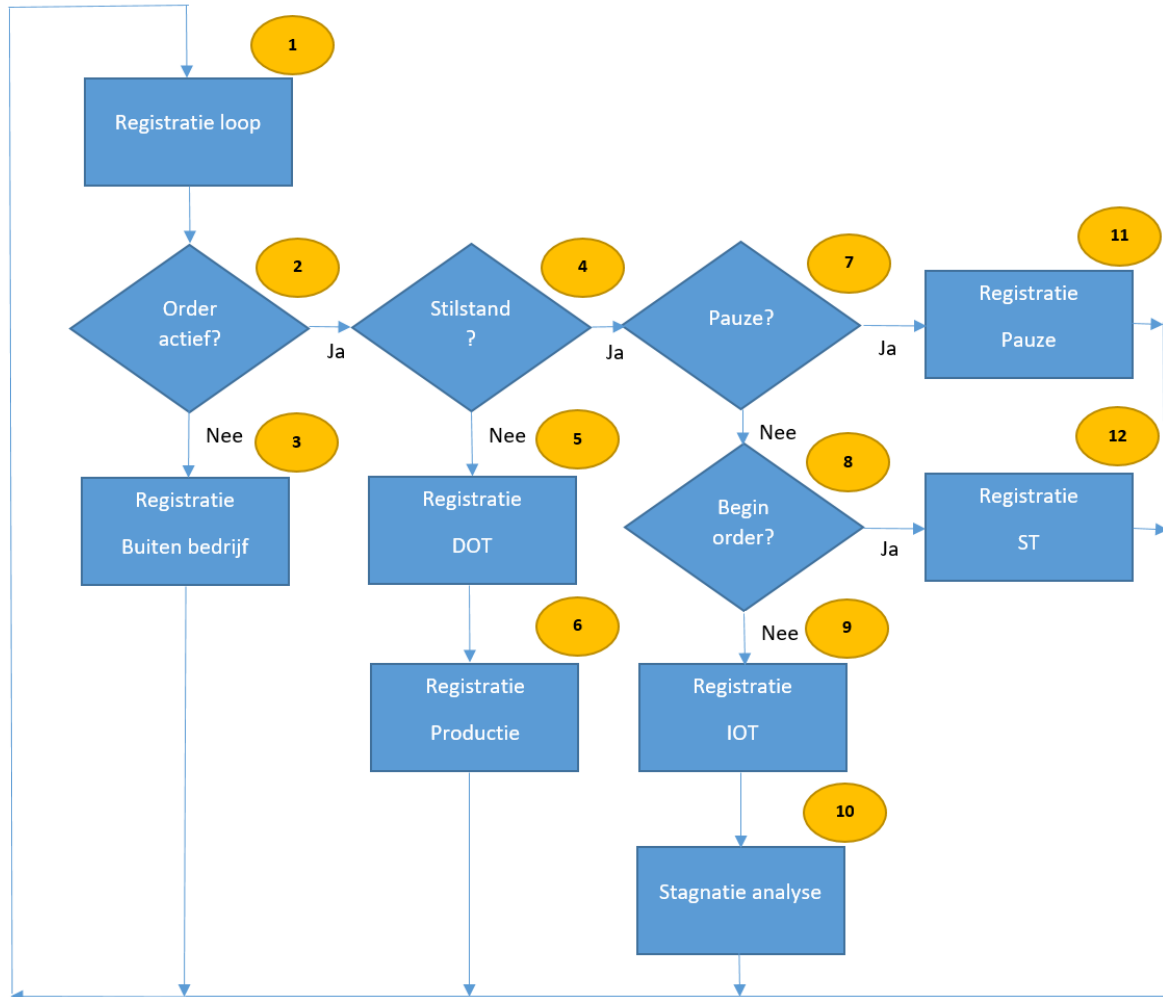 1
Registratie loop
2
Order
actief?
Ja
4
Stilstand
?
Ja
7
Pauze?
Ja
11
Registratie
Pauze
Nee
3
Registratie
Buiten bedrijf
Nee
5
Registratie
DOT
Nee
8
Begin
order?
Ja
12
Registratie
ST
6
Registratie
Productie
Nee
9
Registratie
IOT
10
Stagnatie analyse